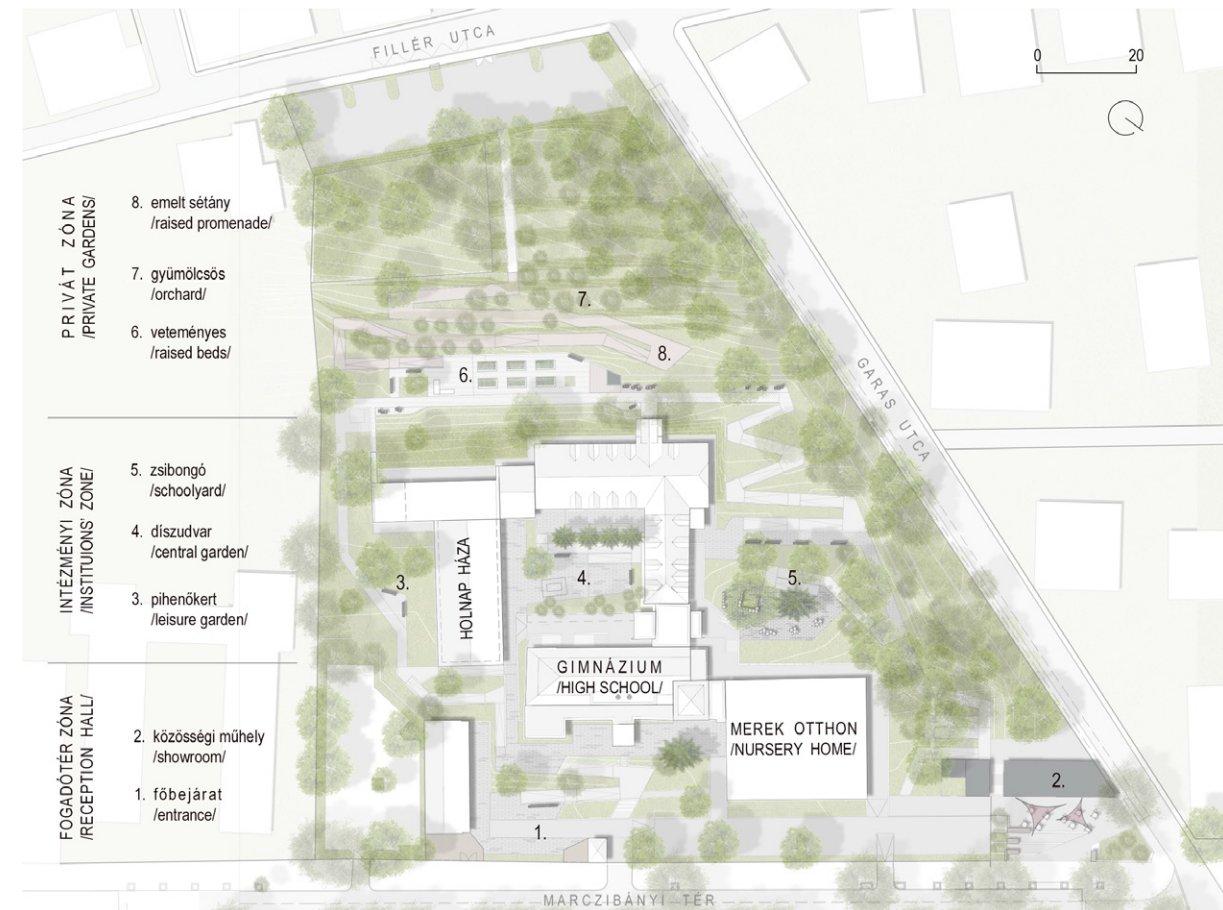 FILLÉR UTCA
0 20
PRIVÁT ZÓNA
/PRIVATE GARDENS/
8. emelt sétány
/raised promenade/
7. gyümölcsös
/orchard/
6. veteményes
/raised beds/
INTÉZMÉNYI ZÓNA
/INSTITUIONS' ZONE/
5. zsibongó
/schoolyard/
4. díszudvar
/central garden/
3. pihenőkert
/leisure garden/
FOGADÓTÉR ZÓNA
/RECEPTION HALL/
2. közösségi műhely
/showroom/
1. főbejárat
/entrance/
7.
8.
6.
GARAS UTCA
3.
HOLNAP HÁZA
4.
5.
GIMNÁZIUM
/HIGH SCHOOL/
MEREK OTTHON
/NURSERY HOME/
2.
1.
MARCZIBÁNYI TÉR